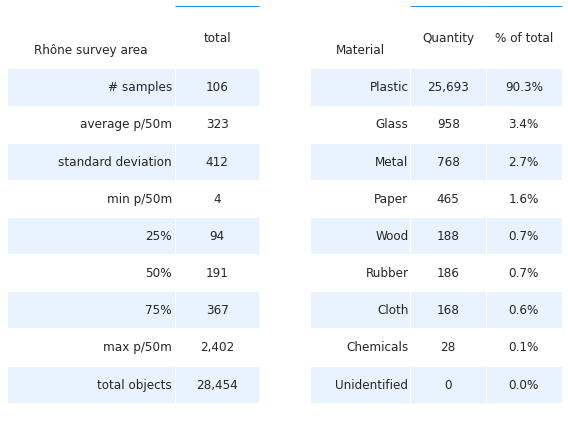 Rhône survey area total
# samples 106
average p/50m 323
standard deviation 412
min p/50m 4
25% 94
50% 191
75% 367
max p/50m 2,402
total objects 28,454
Material Quantity % of total
Plastic 25,693 90.3%
Glass 958 3.4%
Metal 768 2.7%
Paper 465 1.6%
Wood 188 0.7%
Rubber 186 0.7%
Cloth 168 0.6%
Chemicals 28 0.1%
Unidentified 0 0.0%